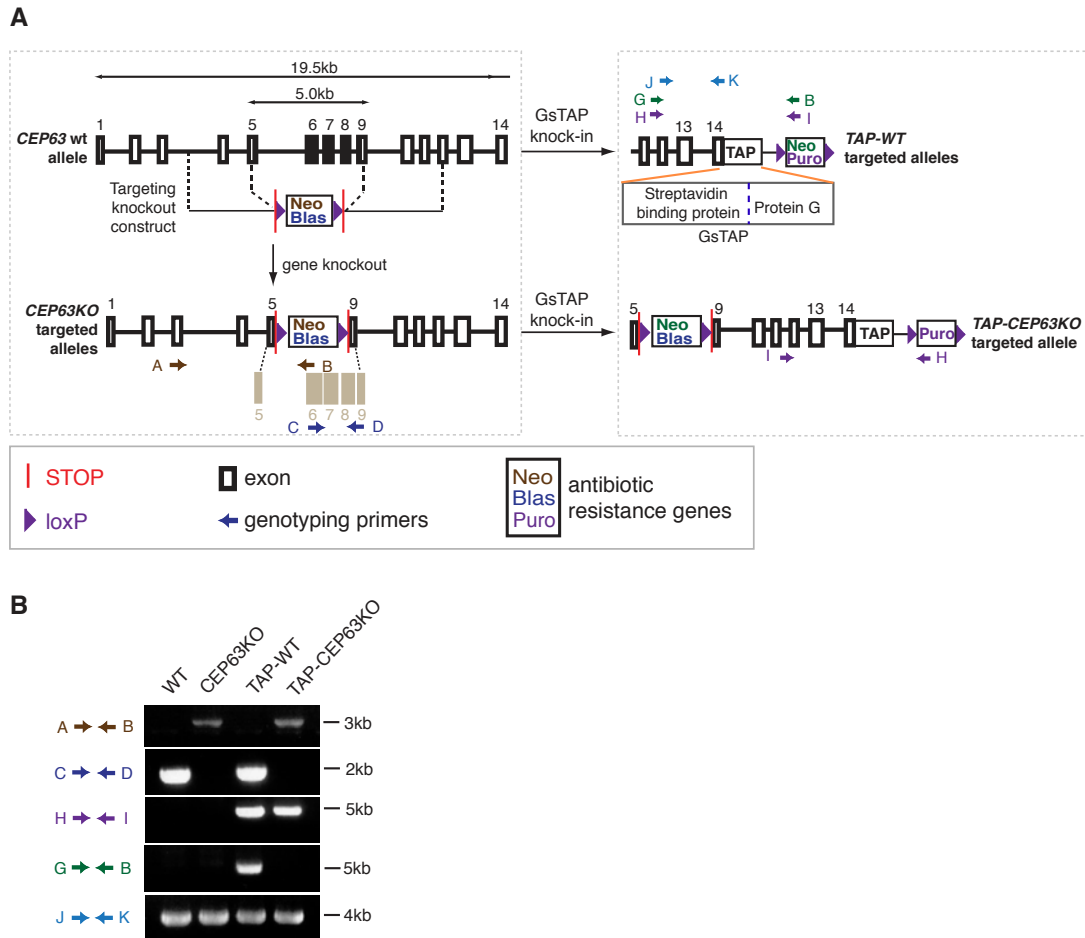 A
19.5kb
5.0kb
1 5 6 7 8 9 14
CEP63 wt
allele
Targeting
knockout
construct
Neo
Blas
gene knockout
CEP63KO
targeted
alleles
1 5 9 14
Neo
Blas
A B
5 6 7 8 9
C D
GsTAP
knock-in
GsTAP
knock-in
J K
G B
H I
13 14
TAP
Neo
Puro
TAP-WT
targeted alleles
Streptavidin
binding protein
Protein G
GsTAP
5 9 13 14
Neo
Blas
TAP
Puro
I H
TAP-CEP63KO
targeted allele
STOP
loxP
exon
genotyping primers
Neo
Blas
Puro
antibiotic
resistance genes
B
WT CEP63KO TAP-WT TAP-CEP63KO
A B 3kb
C D 2kb
H I 5kb
G B 5kb
J K 4kb